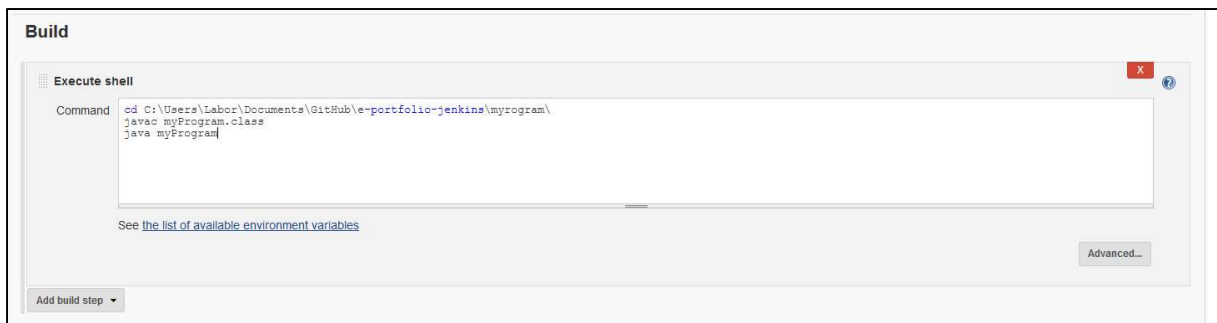 Build
Execute shell
X
Command
cd C:\Users\Labor\Documents\GitHub\e-portfolio-jenkins\myrogram\
javac myProgram.class
java myProgram
See the list of available environment variables
Advanced...
Add build step